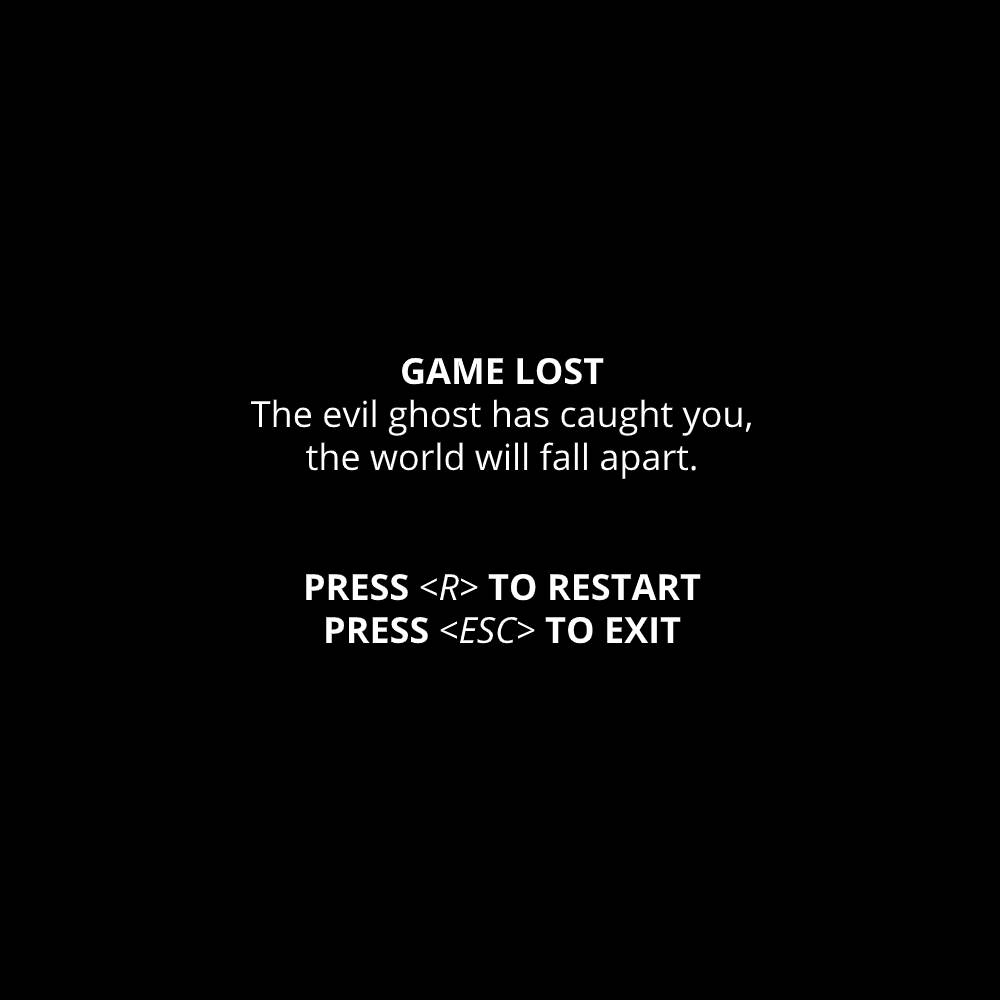 GAME LOST
The evil ghost has caught you,
the world will fall apart.
PRESS <R> TO RESTART
PRESS <ESC> TO EXIT